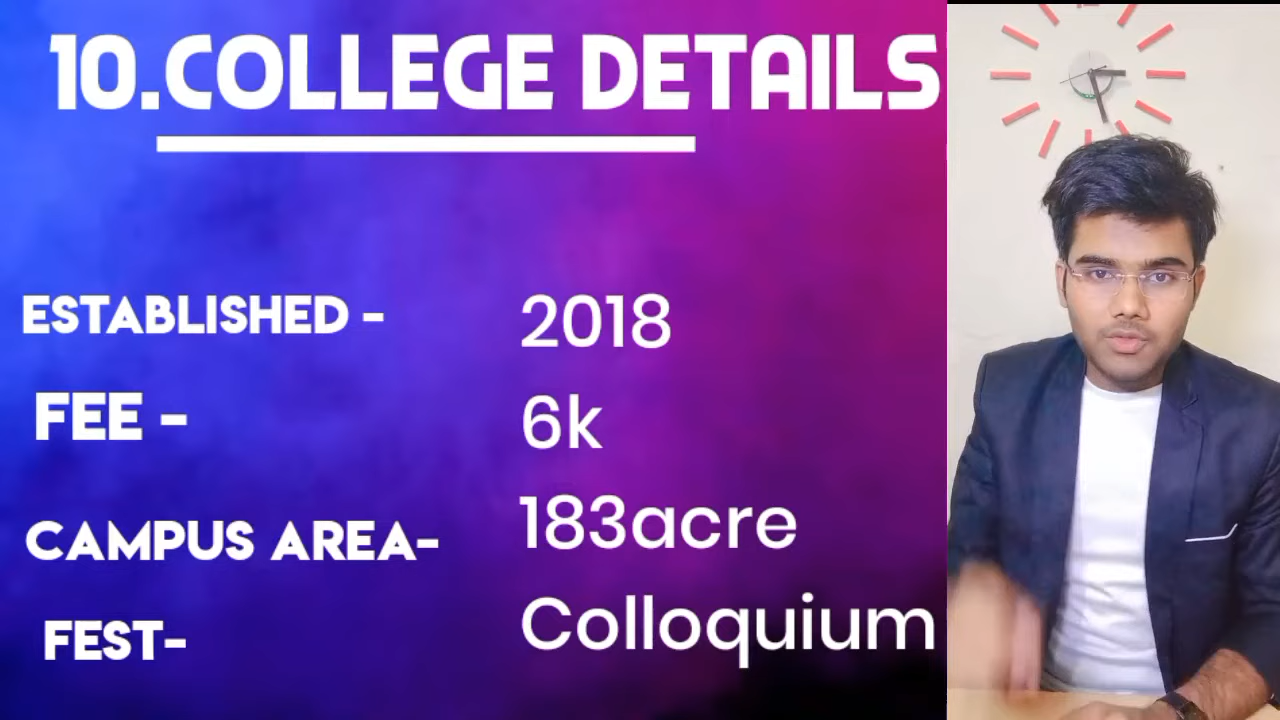 10.COLLEGE DETAILS
ESTABLISHED - 2018
FEE - 6k
CAMPUS AREA- 183acre
FEST- Colloquium